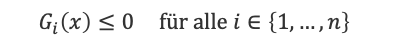 Gᵢ(x) ≤ 0 für alle i ∈ {1, …, n}